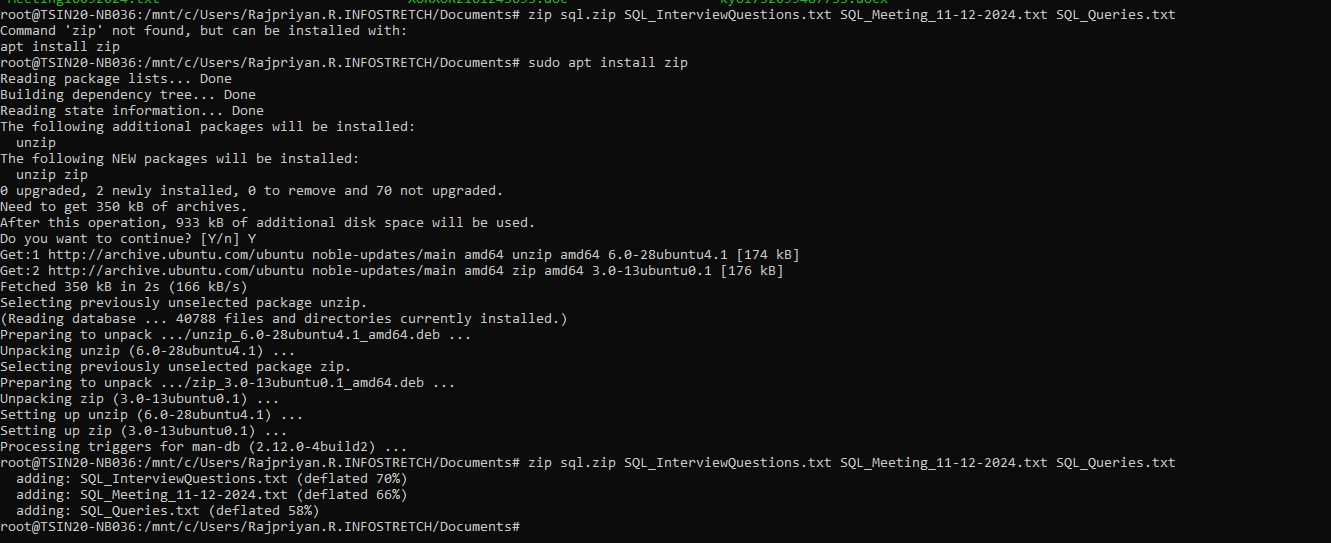 root@TSIN20-NB036:/mnt/c/Users/Rajpriyan.R.INFOSTRETCH/Documents# zip sql.zip SQL_InterviewQuestions.txt SQL_Meeting_11-12-2024.txt SQL_Queries.txt
Command 'zip' not found, but can be installed with:
apt install zip
root@TSIN20-NB036:/mnt/c/Users/Rajpriyan.R.INFOSTRETCH/Documents# sudo apt install zip
Reading package lists... Done
Building dependency tree... Done
Reading state information... Done
The following additional packages will be installed:
  unzip
The following NEW packages will be installed:
  unzip zip
0 upgraded, 2 newly installed, 0 to remove and 70 not upgraded.
Need to get 350 kB of archives.
After this operation, 933 kB of additional disk space will be used.
Do you want to continue? [Y/n] Y
Get:1 http://archive.ubuntu.com/ubuntu noble-updates/main amd64 unzip amd64 6.0-28ubuntu4.1 [174 kB]
Get:2 http://archive.ubuntu.com/ubuntu noble-updates/main amd64 zip amd64 3.0-13ubuntu0.1 [176 kB]
Fetched 350 kB in 2s (166 kB/s)
Selecting previously unselected package unzip.
(Reading database ... 40788 files and directories currently installed.)
Preparing to unpack .../unzip_6.0-28ubuntu4.1_amd64.deb ...
Unpacking unzip (6.0-28ubuntu4.1) ...
Selecting previously unselected package zip.
Preparing to unpack .../zip_3.0-13ubuntu0.1_amd64.deb ...
Unpacking zip (3.0-13ubuntu0.1) ...
Setting up unzip (6.0-28ubuntu4.1) ...
Setting up zip (3.0-13ubuntu0.1) ...
Processing triggers for man-db (2.12.0-4build2) ...
root@TSIN20-NB036:/mnt/c/Users/Rajpriyan.R.INFOSTRETCH/Documents# zip sql.zip SQL_InterviewQuestions.txt SQL_Meeting_11-12-2024.txt SQL_Queries.txt
  adding: SQL_InterviewQuestions.txt (deflated 70%)
  adding: SQL_Meeting_11-12-2024.txt (deflated 66%)
  adding: SQL_Queries.txt (deflated 58%)
root@TSIN20-NB036:/mnt/c/Users/Rajpriyan.R.INFOSTRETCH/Documents#